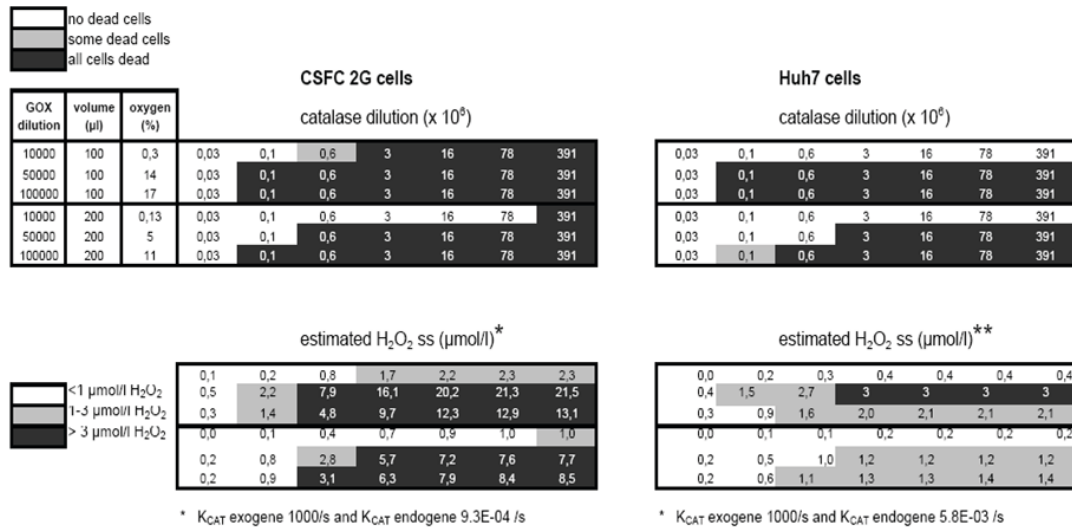 no dead cells
some dead cells
all cells dead
CSFC 2G cells
Huh7 cells
GOX dilution volume (µl) oxygen (%)
catalase dilution (x 10⁶)
catalase dilution (x 10⁶)
10000 100 0,3 0,03 0,1 0,6 3 16 78 391 0,03 0,1 0,6 3 16 78 391
50000 100 14 0,03 0,1 0,6 3 16 78 391 0,03 0,1 0,6 3 16 78 391
100000 100 17 0,03 0,1 0,6 3 16 78 391 0,03 0,1 0,6 3 16 78 391
10000 200 0,13 0,03 0,1 0,6 3 16 78 391 0,03 0,1 0,6 3 16 78 391
50000 200 5 0,03 0,1 0,6 3 16 78 391 0,03 0,1 0,6 3 16 78 391
100000 200 11 0,03 0,1 0,6 3 16 78 391 0,03 0,1 0,6 3 16 78 391
estimated H₂O₂ ss (µmol/l)*
estimated H₂O₂ ss (µmol/l)**
<1 µmol/l H₂O₂
1-3 µmol/l H₂O₂
> 3 µmol/l H₂O₂
0,1 0,2 0,8 1,7 2,2 2,3 2,3 0,0 0,2 0,3 0,4 0,4 0,4 0,4
0,5 2,2 7,9 16,1 20,2 21,3 21,5 0,4 1,5 2,7 3 3 3 3
0,3 1,4 4,8 9,7 12,3 12,9 13,1 0,3 0,9 1,6 2,0 2,1 2,1 2,1
0,0 0,1 0,4 0,7 0,9 1,0 1,0 0,0 0,1 0,1 0,2 0,2 0,2 0,2
0,2 0,8 2,8 5,7 7,2 7,6 7,7 0,2 0,5 1,0 1,2 1,2 1,2 1,2
0,2 0,9 3,1 6,3 7,9 8,4 8,5 0,2 0,6 1,1 1,3 1,3 1,4 1,4
* K_CAT exogene 1000/s and K_CAT endogene 9.3E-04 /s
* K_CAT exogene 1000/s and K_CAT endogene 5.8E-03 /s